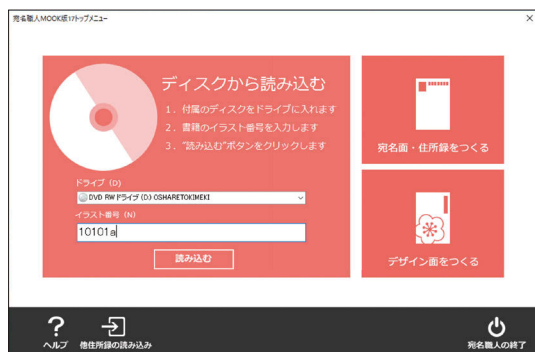 宛名職人MOOK版17トップメニュー
ディスクから読み込む
1. 付属のディスクをドライブに入れます
2. 書籍のイラスト番号を入力します
3. "読み込む"ボタンをクリックします
ドライブ (D)
DVD RW ドライブ (D:) OSHARETOKIMEKI
イラスト番号 (N)
10101a
読み込む
宛名面・住所録をつくる
デザイン面をつくる
?
ヘルプ
他住所録の読み込み
宛名職人の終了